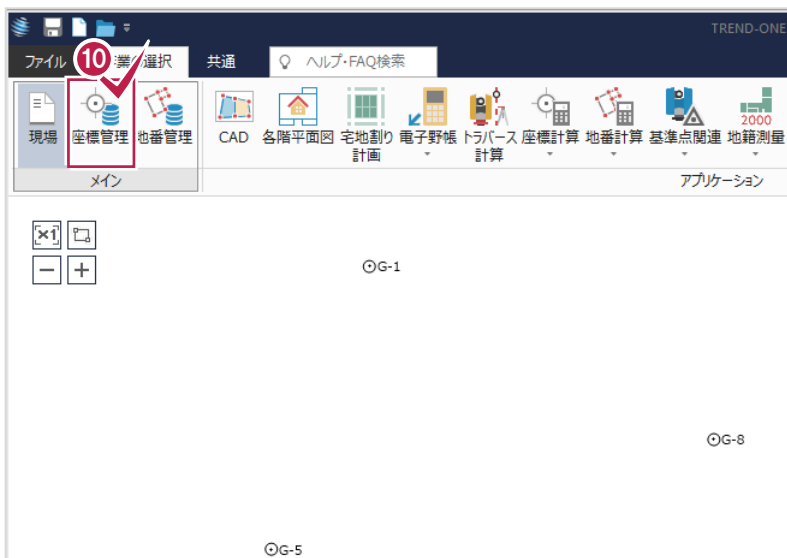 TREND-ONE
ファイル 業の選択 共通 ヘルプ・FAQ検索
10
現場 座標管理 地番管理 CAD 各階平面図 宅地割り 電子野帳 トラバース 座標計算 地番計算 基準点関連 地籍測量
計画 計算
2000
メイン アプリケーション
×1
G-1
G-8
G-5